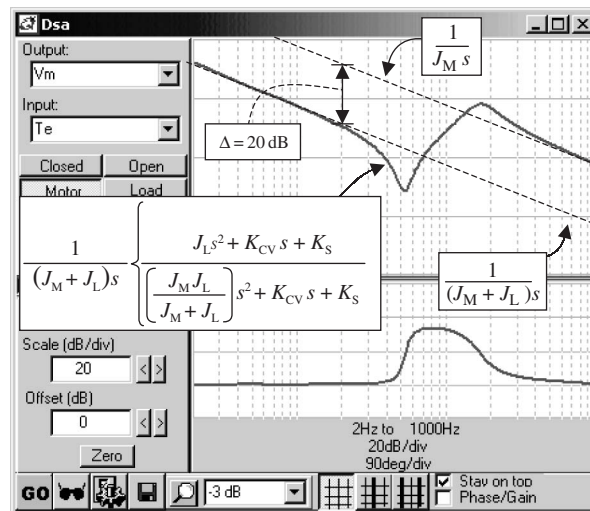 Dsa
Output:
Vm
Input:
Te
Closed Open
Motor Load
1 / J_M s
Δ = 20 dB
1 / (J_M + J_L)s { J_L s² + K_CV s + K_S / [J_M J_L / J_M + J_L] s² + K_CV s + K_S
1 / (J_M + J_L)s
Scale (dB/div)
20 < >
Offset (dB)
0 < >
Zero
2Hz to 1000Hz
20dB/div
90deg/div
GO -3 dB
Stay on top
Phase/Gain